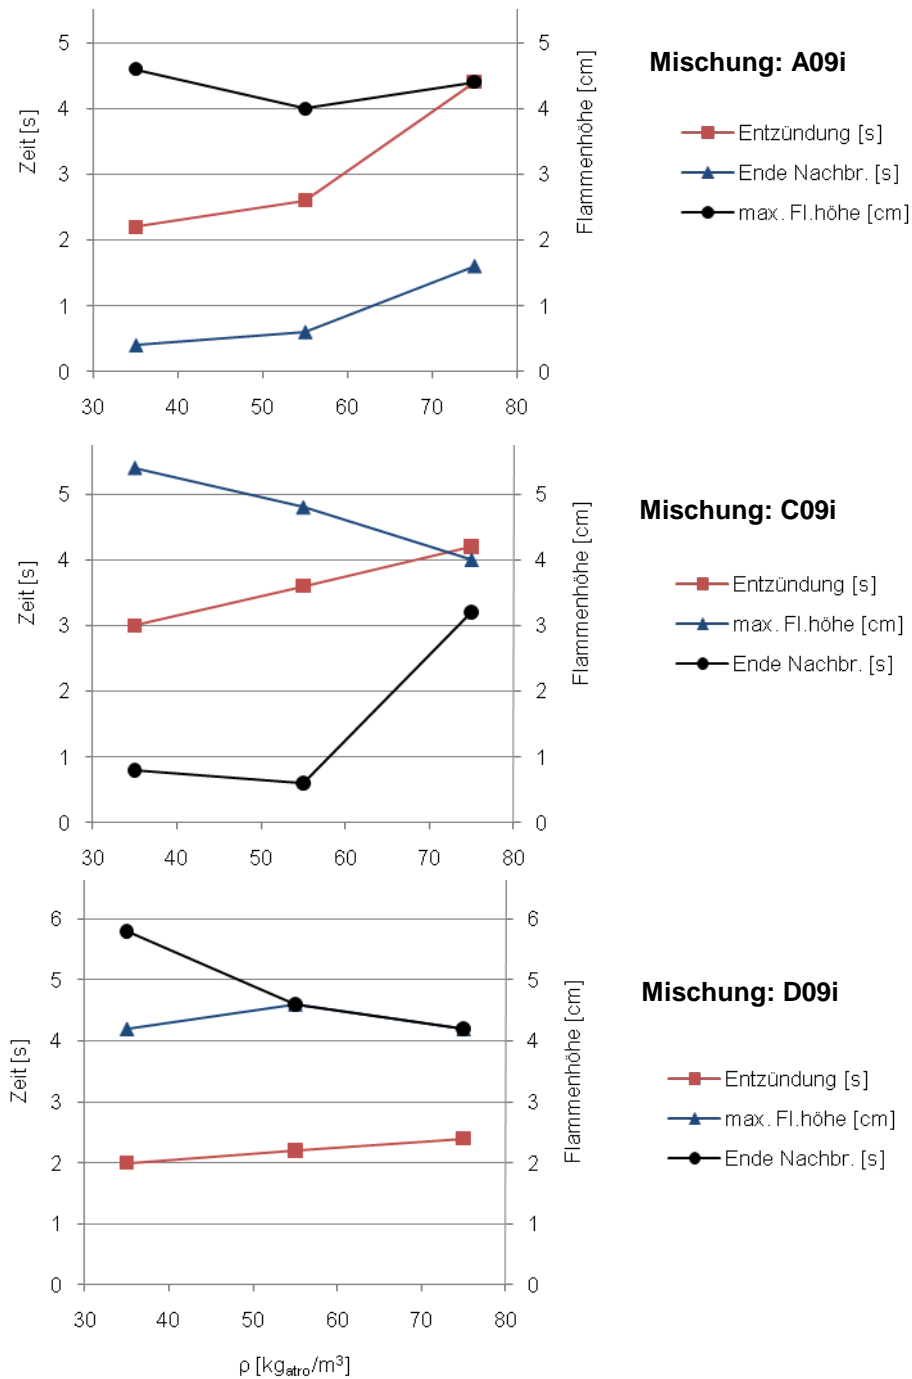 Mischung: A09i
Zeit [s]
Flammenhöhe [cm]
5
4
3
2
1
0
5
4
3
2
1
0
30 40 50 60 70 80
Entzündung [s]
Ende Nachbr. [s]
max. Fl.höhe [cm]
Mischung: C09i
Zeit [s]
Flammenhöhe [cm]
5
4
3
2
1
0
5
4
3
2
1
0
30 40 50 60 70 80
Entzündung [s]
max. Fl.höhe [cm]
Ende Nachbr. [s]
Mischung: D09i
Zeit [s]
Flammenhöhe [cm]
6
5
4
3
2
1
0
6
5
4
3
2
1
0
30 40 50 60 70 80
ρ [kgatro/m³]
Entzündung [s]
max. Fl.höhe [cm]
Ende Nachbr. [s]